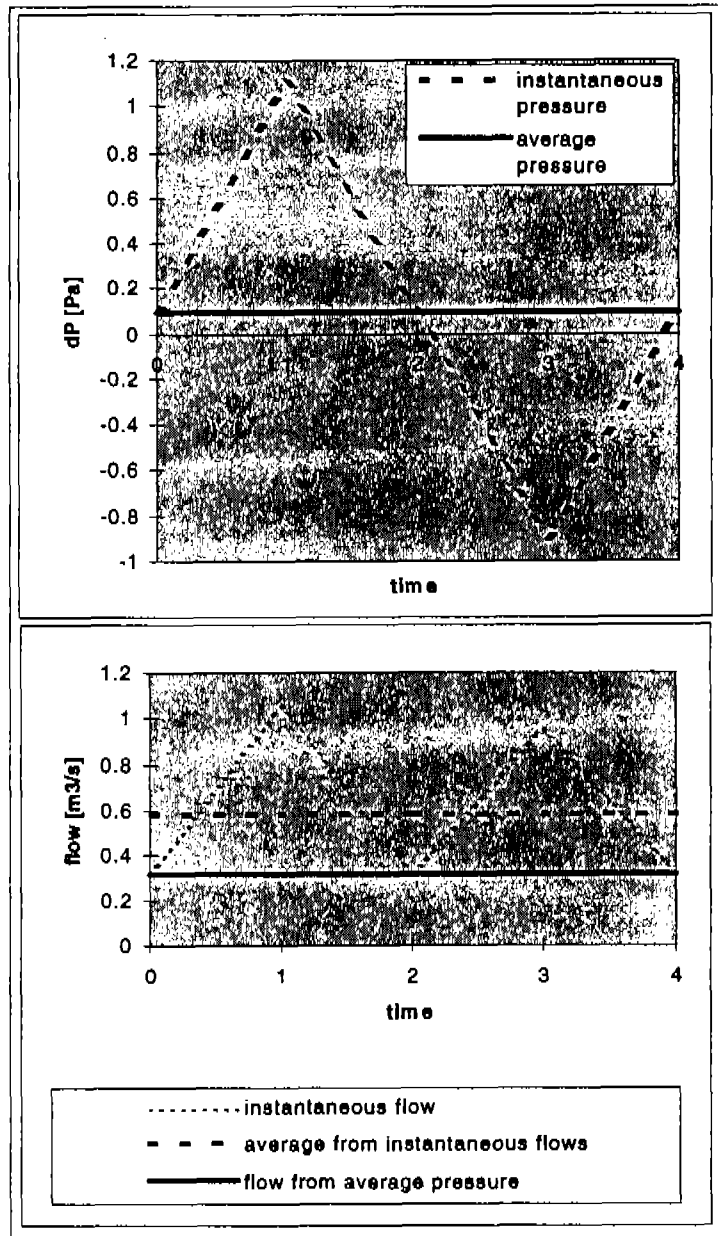 1.2
1
0.8
0.6
0.4
0.2
0
-0.2
-0.4
-0.6
-0.8
-1
dP [Pa]
instantaneous
pressure
average
pressure
0
1
2
3
4
time
1.2
1
0.8
0.6
0.4
0.2
0
flow [m3/s]
0
1
2
3
4
time
instantaneous flow
average from instantaneous flows
flow from average pressure